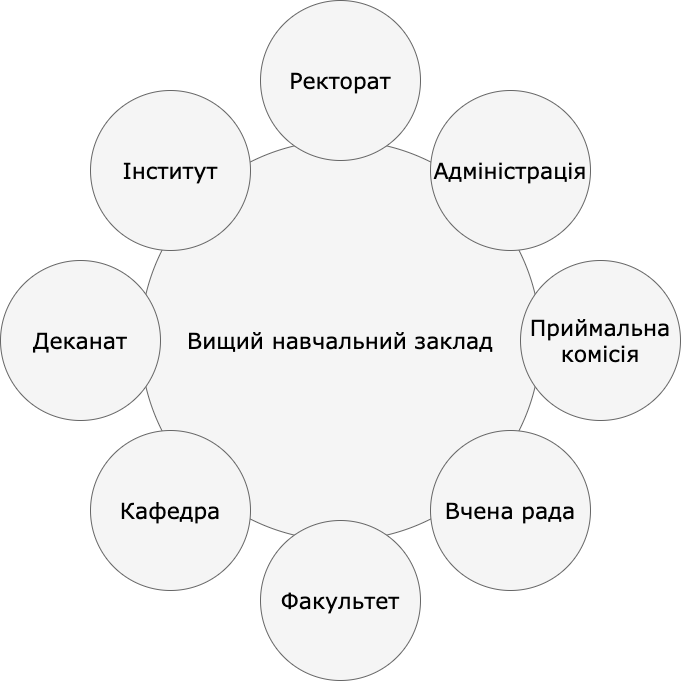 Ректорат
Інститут
Адміністрація
Деканат
Вищий навчальний заклад
Приймальна
комісія
Кафедра
Вчена рада
Факультет